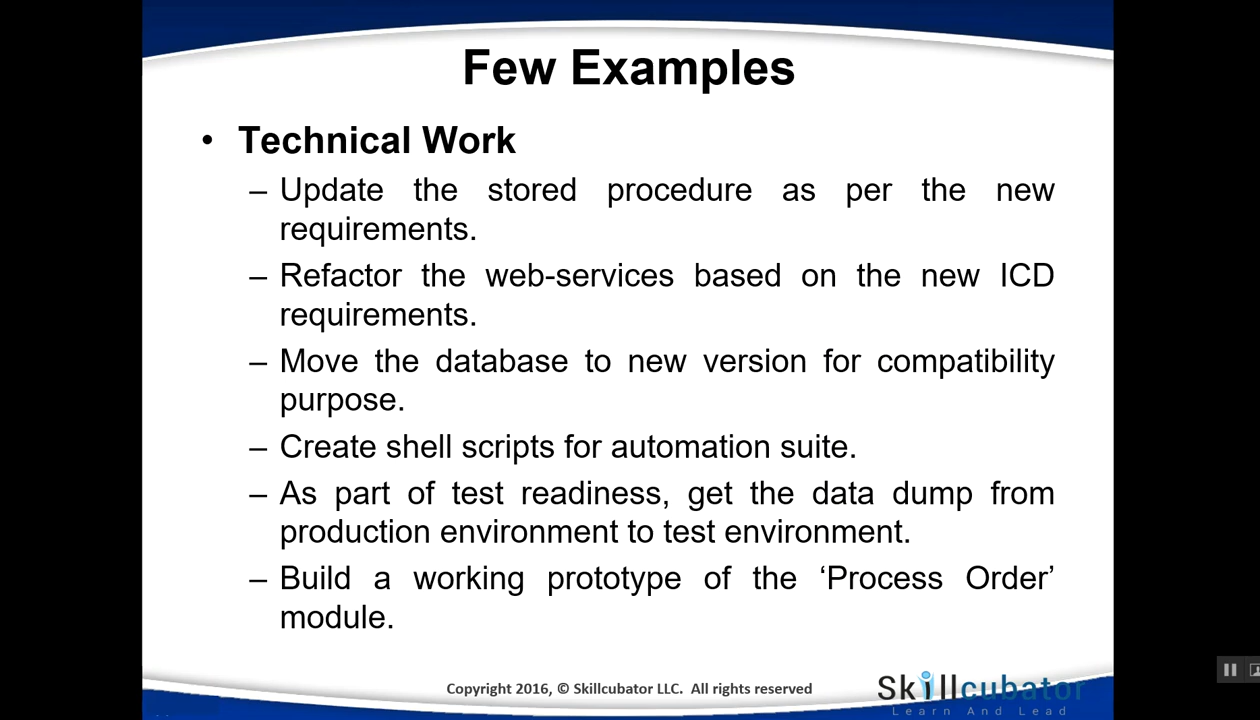 Few Examples
• Technical Work
– Update the stored procedure as per the new
requirements.
– Refactor the web-services based on the new ICD
requirements.
– Move the database to new version for compatibility
purpose.
– Create shell scripts for automation suite.
– As part of test readiness, get the data dump from
production environment to test environment.
– Build a working prototype of the ‘Process Order’
module.
Copyright 2016, © Skillcubator LLC. All rights reserved
Skillcubator
Learn And Lead